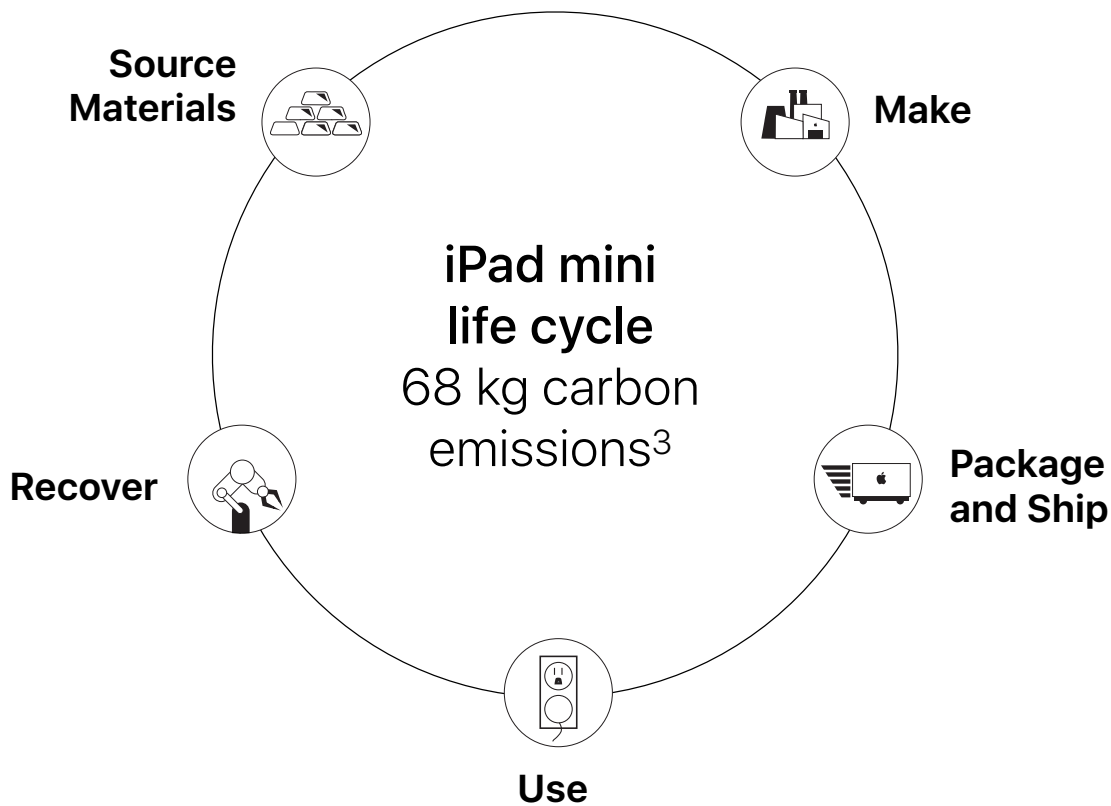 Source
Materials
Make
iPad mini
life cycle
68 kg carbon
emissions³
Recover
Package
and Ship
Use